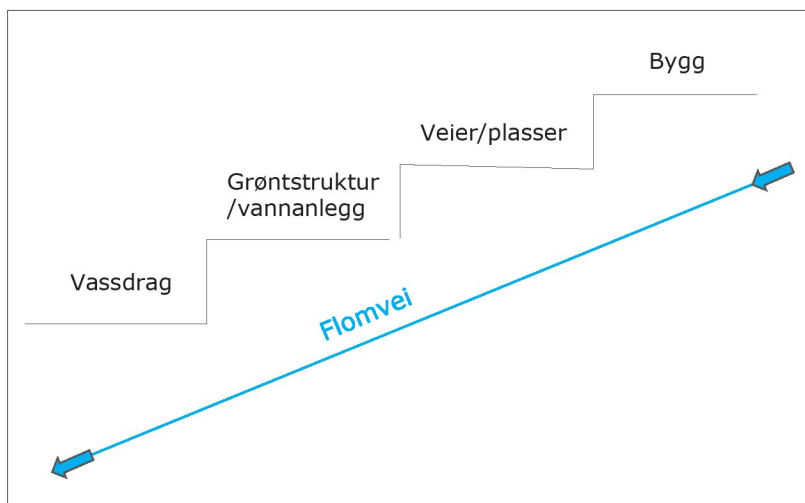 Bygg
Veier/plasser
Grøntstruktur
/vannanlegg
Vassdrag
Flomvei